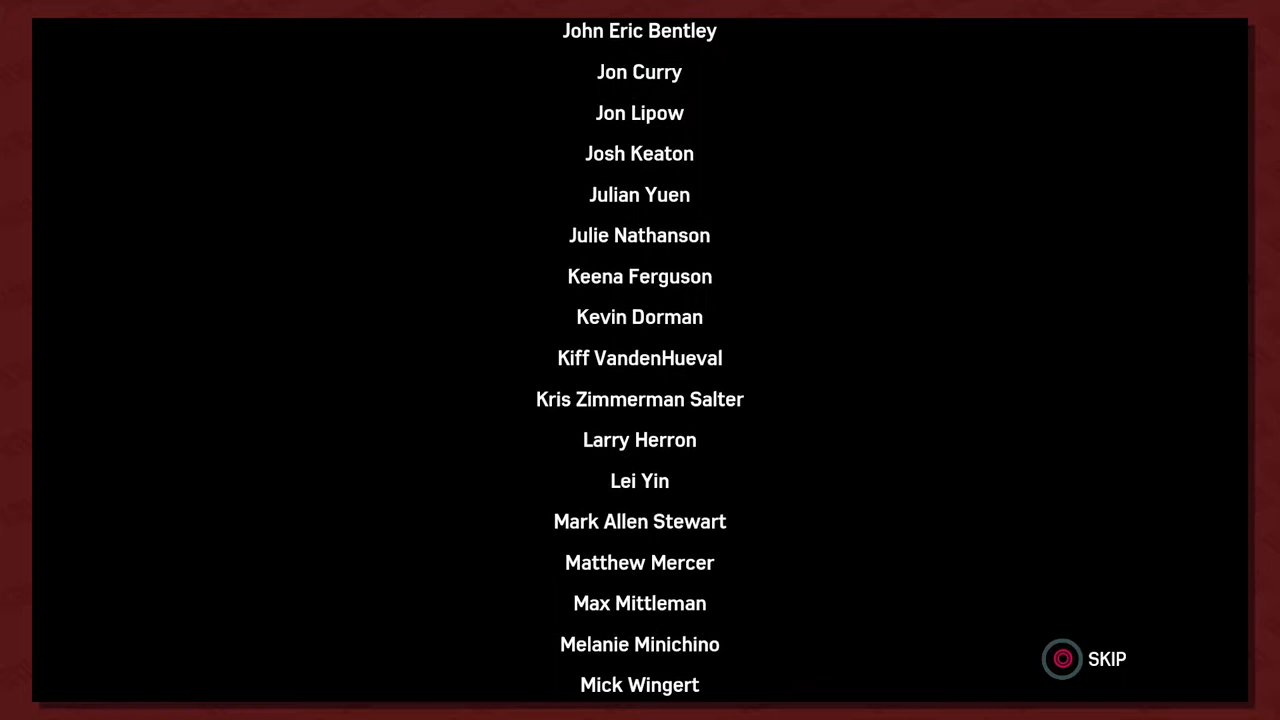 John Eric Bentley
Jon Curry
Jon Lipow
Josh Keaton
Julian Yuen
Julie Nathanson
Keena Ferguson
Kevin Dorman
Kiff VandenHueval
Kris Zimmerman Salter
Larry Herron
Lei Yin
Mark Allen Stewart
Matthew Mercer
Max Mittleman
Melanie Minichino
SKIP
Mick Wingert